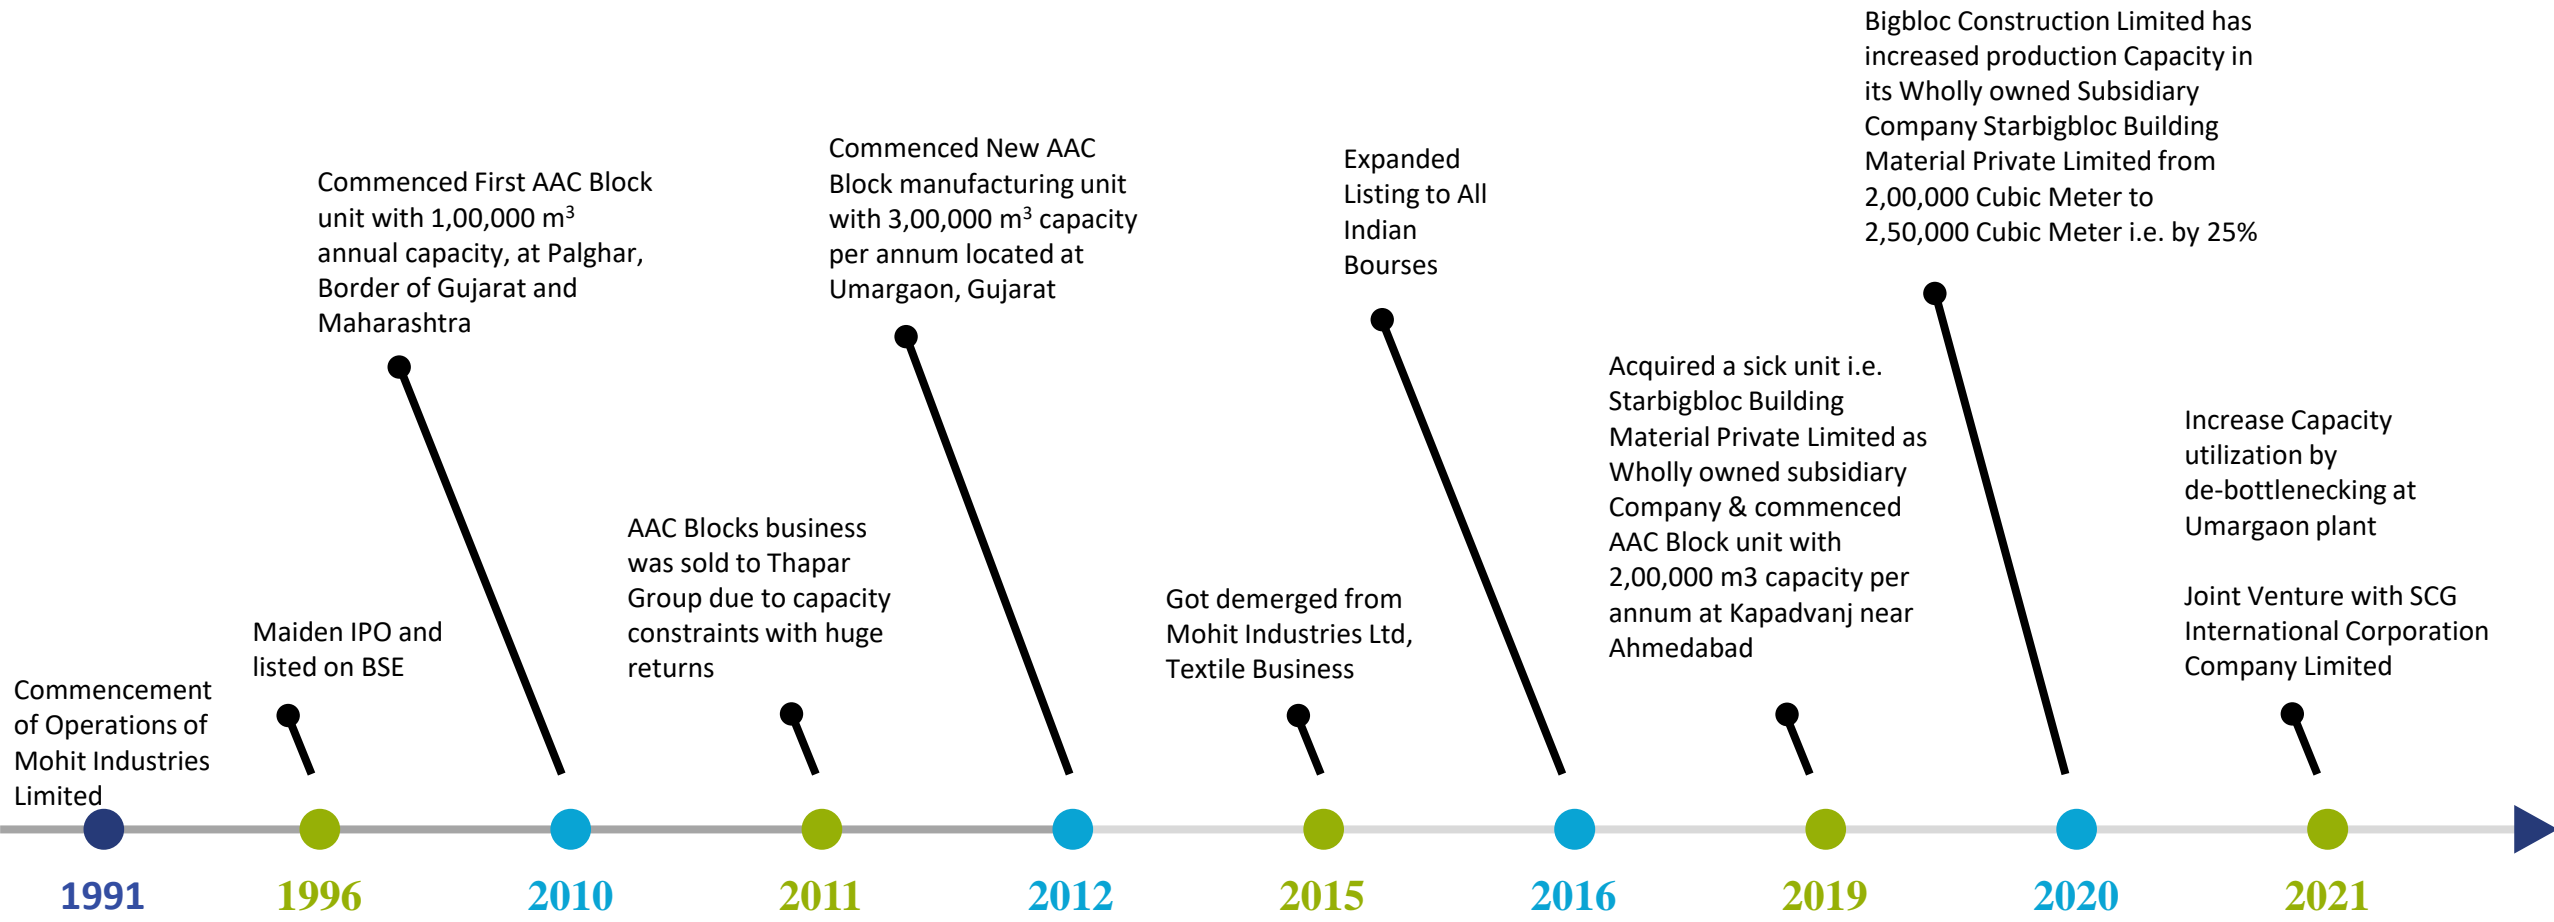 Commencement
of Operations of
Mohit Industries
Limited
Maiden IPO and
listed on BSE
Commenced First AAC Block
unit with 1,00,000 m³
annual capacity, at Palghar,
Border of Gujarat and
Maharashtra
AAC Blocks business
was sold to Thapar
Group due to capacity
constraints with huge
returns
Commenced New AAC
Block manufacturing unit
with 3,00,000 m³ capacity
per annum located at
Umargaon, Gujarat
Got demerged from
Mohit Industries Ltd,
Textile Business
Expanded
Listing to All
Indian
Bourses
Acquired a sick unit i.e.
Starbigbloc Building
Material Private Limited as
Wholly owned subsidiary
Company & commenced
AAC Block unit with
2,00,000 m3 capacity per
annum at Kapadvanj near
Ahmedabad
Bigbloc Construction Limited has
increased production Capacity in
its Wholly owned Subsidiary
Company Starbigbloc Building
Material Private Limited from
2,00,000 Cubic Meter to
2,50,000 Cubic Meter i.e. by 25%
Increase Capacity
utilization by
de-bottlenecking at
Umargaon plant
Joint Venture with SCG
International Corporation
Company Limited
1991
1996
2010
2011
2012
2015
2016
2019
2020
2021